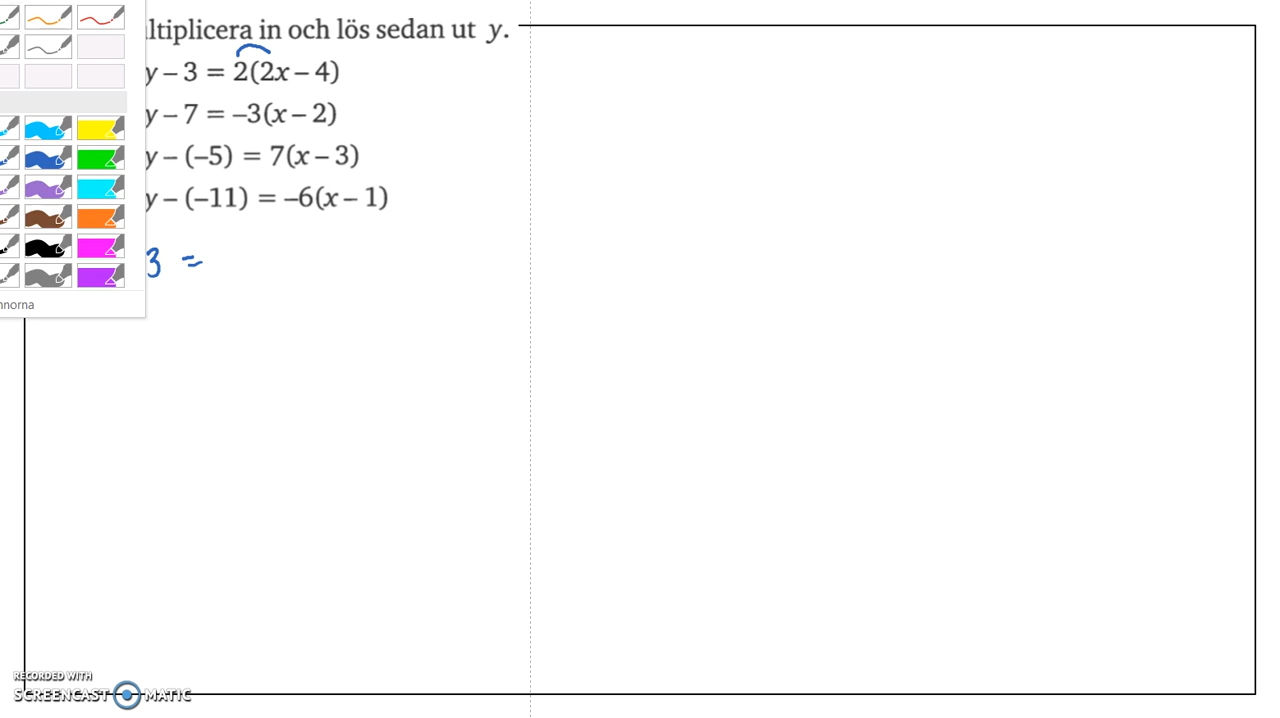 ltiplicera in och lös sedan ut y.
y – 3 = 2(2x – 4)
y – 7 = –3(x – 2)
y – (–5) = 7(x – 3)
y – (–11) = –6(x – 1)
3 =
nnorna
RECORDED WITH
SCREENCAST MATIC